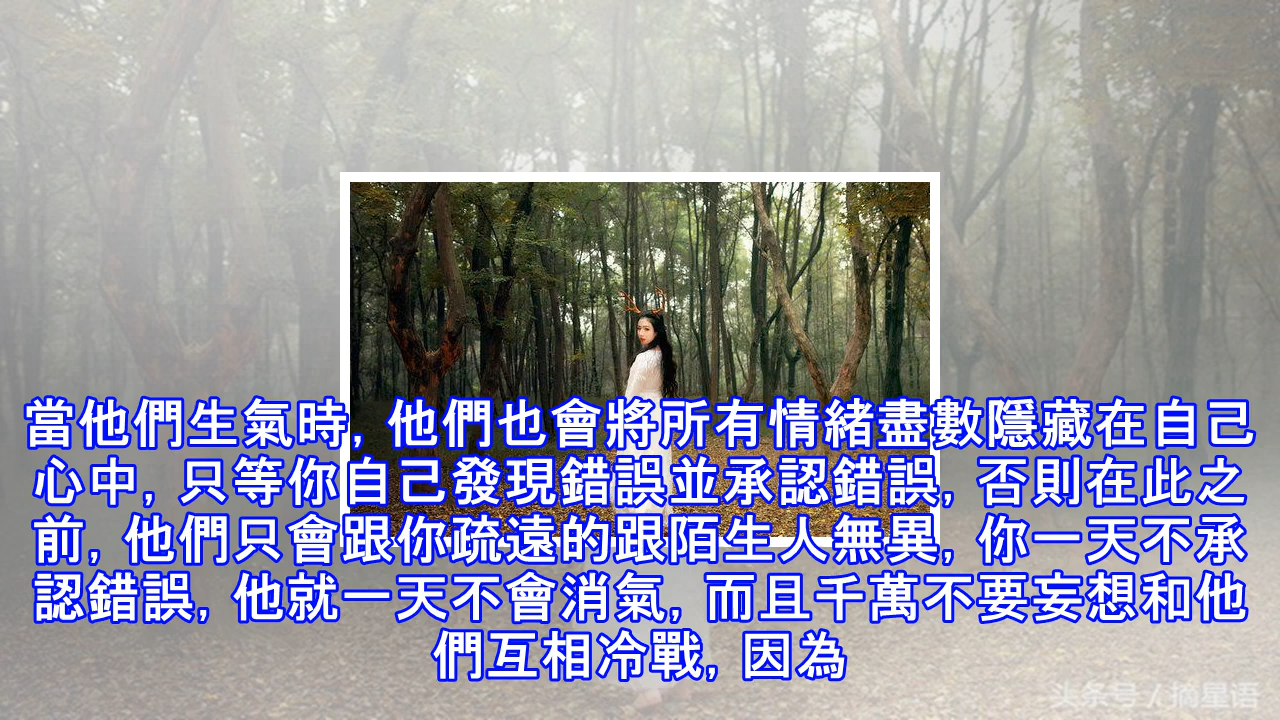 當他們生氣時, 他們也會將所有情緒盡數隱藏在自己
心中, 只等你自己發現錯誤並承認錯誤, 否則在此之
前, 他們只會跟你疏遠的跟陌生人無異, 你一天不承
認錯誤, 他就一天不會消氣, 而且千萬不要妄想和他
們互相冷戰, 因為
头条号 / 摘星语